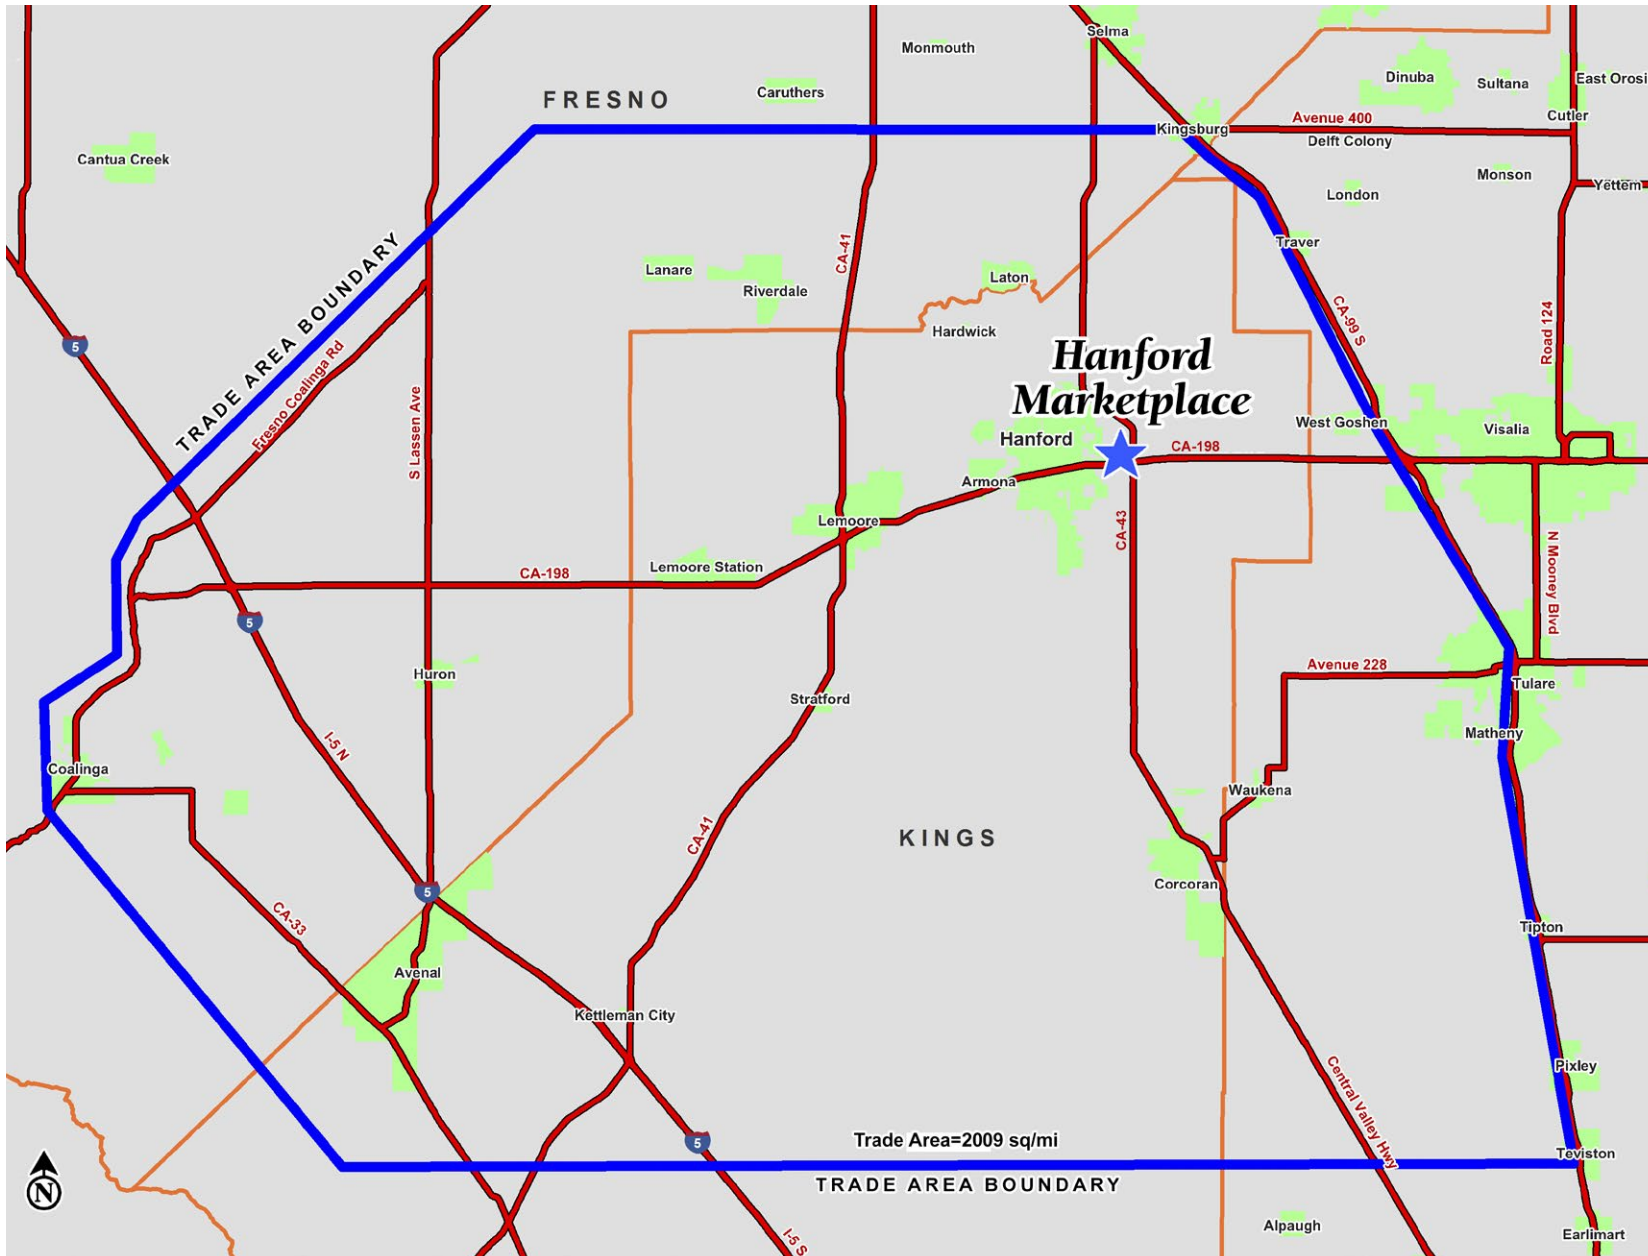 Selma
Monmouth
Dinuba
Sultana
East Orosi
Caruthers
FRESNO
Cutler
Avenue 400
Kingsburg
Delft Colony
Cantua Creek
Monson
Yettem
London
Traver
CA-41
TRADE AREA BOUNDARY
Lanare
Riverdale
Laton
CA-99 S
Hardwick
Road 124
5
Hanford
Marketplace
Fresno Coalinga Rd
S Lassen Ave
West Goshen
Visalia
Hanford
CA-198
Armona
Lemoore
CA-43
N Mooney Blvd
Lemoore Station
CA-198
5
Avenue 228
Huron
Tulare
Stratford
Matheny
I-5 N
Coalinga
Waukena
CA-41
KINGS
Corcoran
5
CA-33
Tipton
Avenal
Kettleman City
Pixley
Central Valley Hwy
5
Trade Area=2009 sq/mi
Teviston
TRADE AREA BOUNDARY
N
Alpaugh
Earlimart
I-5 S